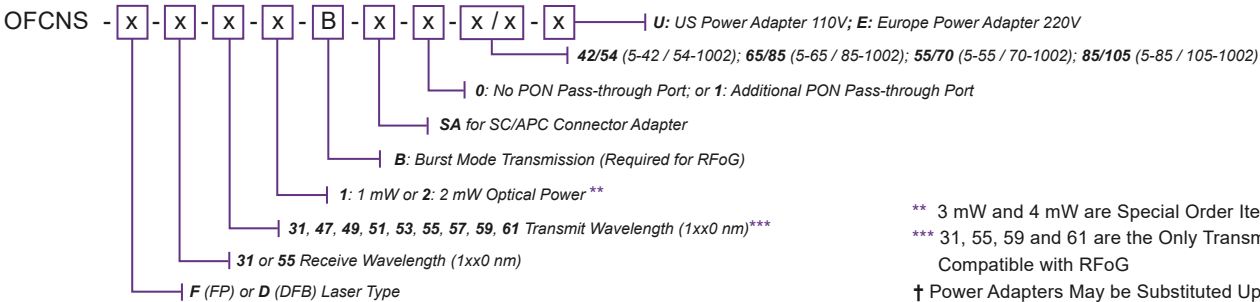 OFCNS - x - x - x - x - B - x - x - x / x - x
U: US Power Adapter 110V; E: Europe Power Adapter 220V
42/54 (5-42 / 54-1002); 65/85 (5-65 / 85-1002); 55/70 (5-55 / 70-1002); 85/105 (5-85 / 105-1002)
0: No PON Pass-through Port; or 1: Additional PON Pass-through Port
SA for SC/APC Connector Adapter
B: Burst Mode Transmission (Required for RFoG)
1: 1 mW or 2: 2 mW Optical Power **
31, 47, 49, 51, 53, 55, 57, 59, 61 Transmit Wavelength (1xx0 nm)***
31 or 55 Receive Wavelength (1xx0 nm)
F (FP) or D (DFB) Laser Type
** 3 mW and 4 mW are Special Order
*** 31, 55, 59 and 61 are the Only
Compatible with RFoG
† Power Adapters May be Substituted